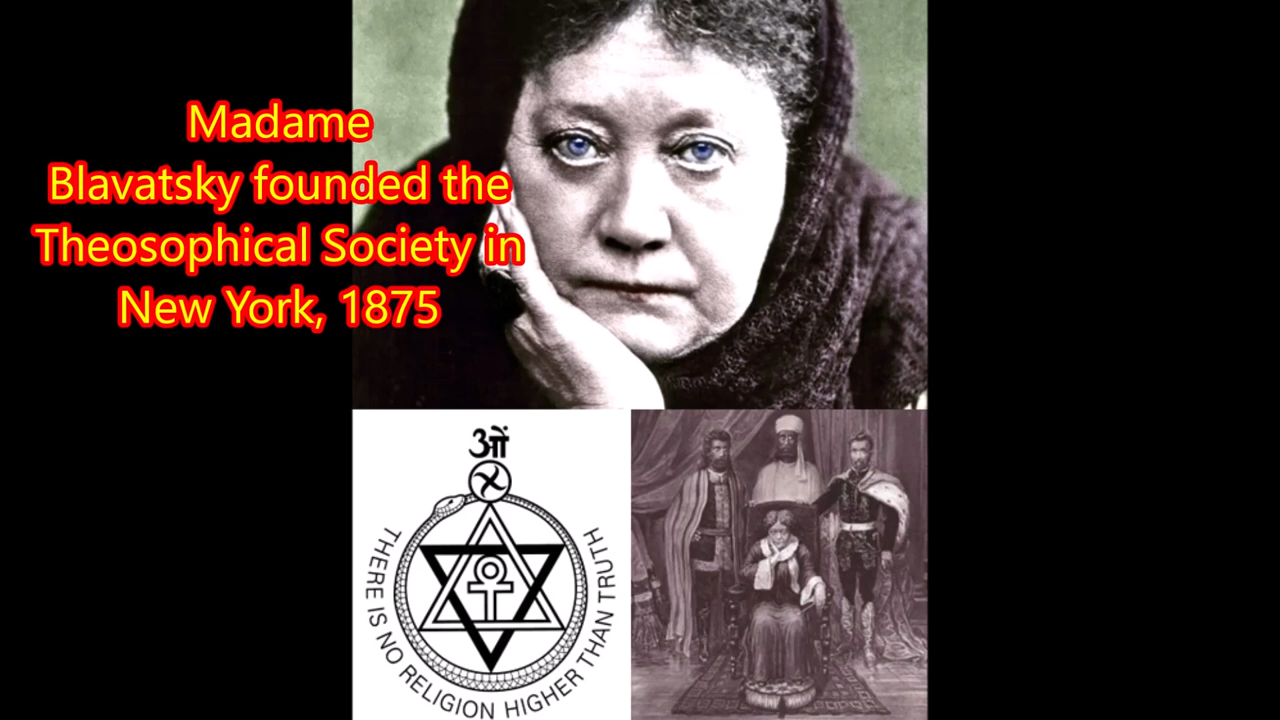 Madame
Blavatsky founded the
Theosophical Society in
New York, 1875
ओं
THERE IS NO RELIGION HIGHER THAN TRUTH